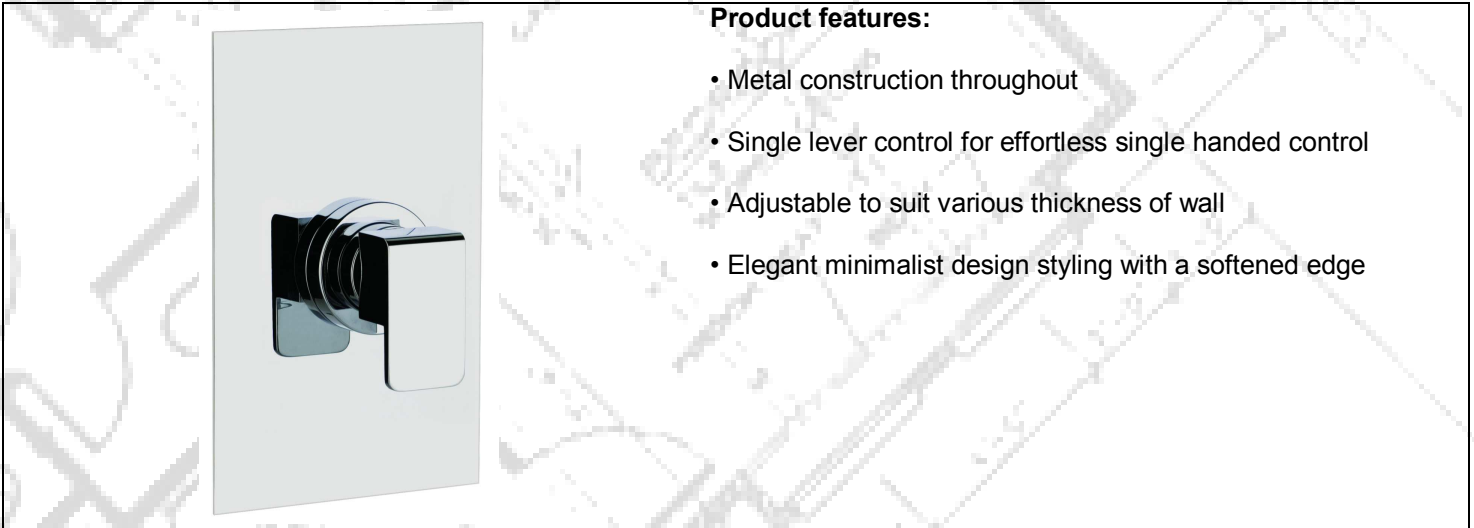 Product features:
• Metal construction throughout
• Single lever control for effortless single handed control
• Adjustable to suit various thickness of wall
• Elegant minimalist design styling with a softened edge